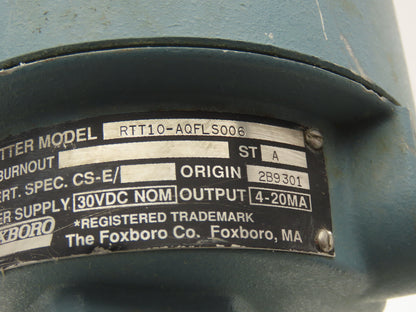 TTER MODEL RTT10-AQFLS006
BURNOUT ST A
RT. SPEC. CS-E/ ORIGIN 2B9301
ER SUPPLY 30VDC NOM OUTPUT 4-20MA
OXBORO *REGISTERED TRADEMARK
The Foxboro Co. Foxboro, MA